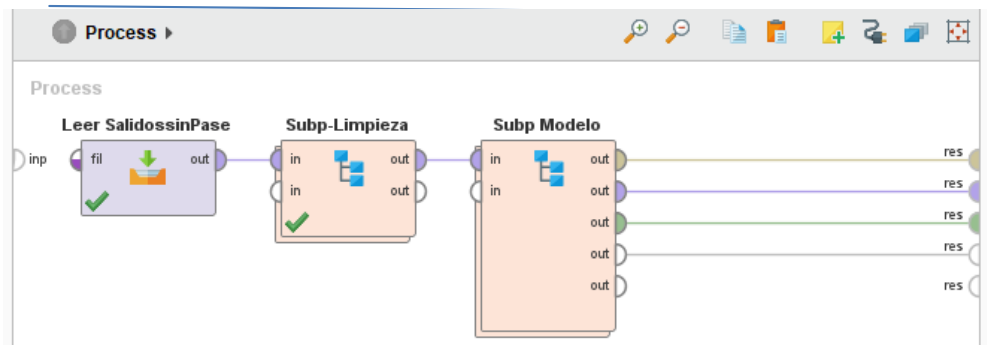 Process
Process
Leer SalidossinPase
Subp-Limpieza
Subp Modelo
inp
fil
out
in
out
in
out
in
out
in
out
out
out
out
res
res
res
res
res